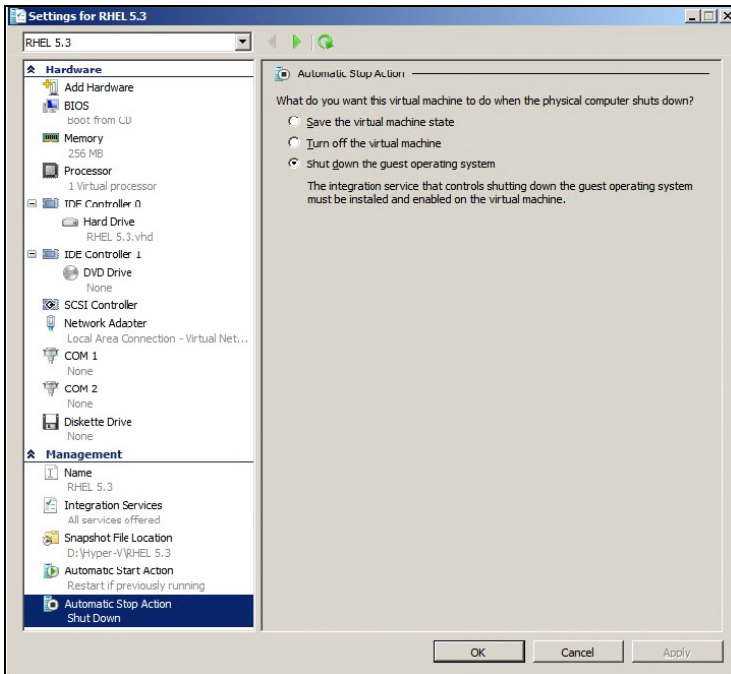 Settings for RHEL 5.3
RHEL 5.3
Hardware
Add Hardware
BIOS
Boot from CD
Memory
256 MB
Processor
1 Virtual processor
IDE Controller 0
Hard Drive
RHEL 5.3.vhd
IDE Controller 1
DVD Drive
None
SCSI Controller
Network Adapter
Local Area Connection - Virtual Net...
COM 1
None
COM 2
None
Diskette Drive
None
Management
Name
RHEL 5.3
Integration Services
All services offered
Snapshot File Location
D:\Hyper-V\RHEL 5.3
Automatic Start Action
Restart if previously running
Automatic Stop Action
Shut Down
Automatic Stop Action
What do you want this virtual machine to do when the physical computer shuts down?
Save the virtual machine state
Turn off the virtual machine
Shut down the guest operating system
The integration service that controls shutting down the guest operating system
must be installed and enabled on the virtual machine.
OK Cancel Apply